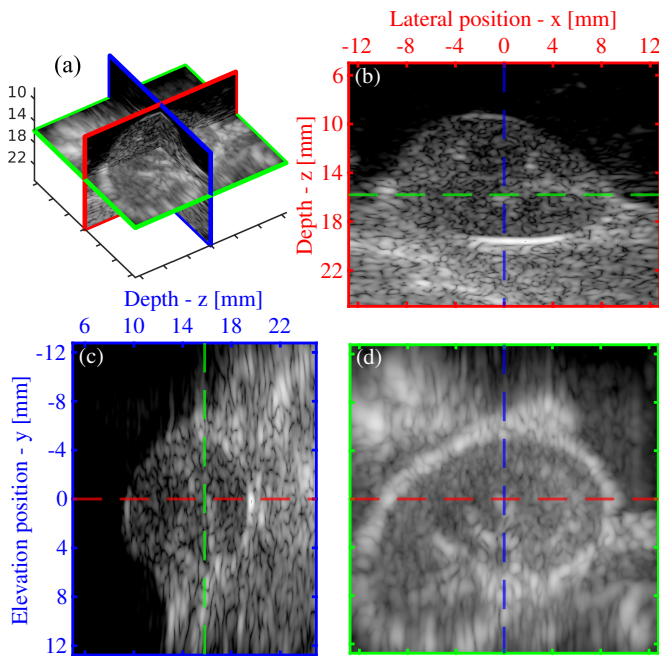 Lateral position - x [mm]
-12 -8 -4 0 4 8 12
(a)
10
14
18
22
(b)
Depth - z [mm]
6
10
14
18
22
Depth - z [mm]
6 10 14 18 22
(c)
Elevation position - y [mm]
-12
-8
-4
0
4
8
12
(d)